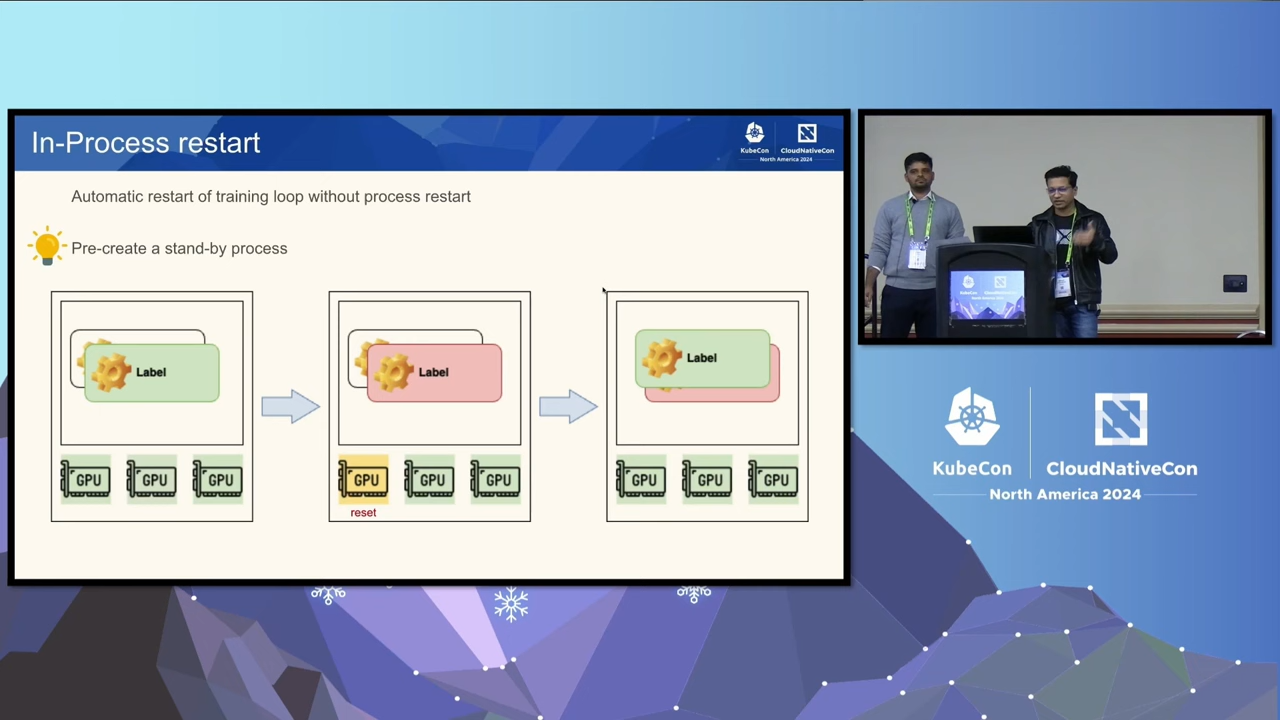 In-Process restart
KubeCon
CloudNativeCon
North America 2024
Automatic restart of training loop without process restart
Pre-create a stand-by process
Label
Label
Label
GPU
GPU
GPU
GPU
GPU
GPU
GPU
GPU
GPU
reset
KubeCon
CloudNativeCon
North America 2024